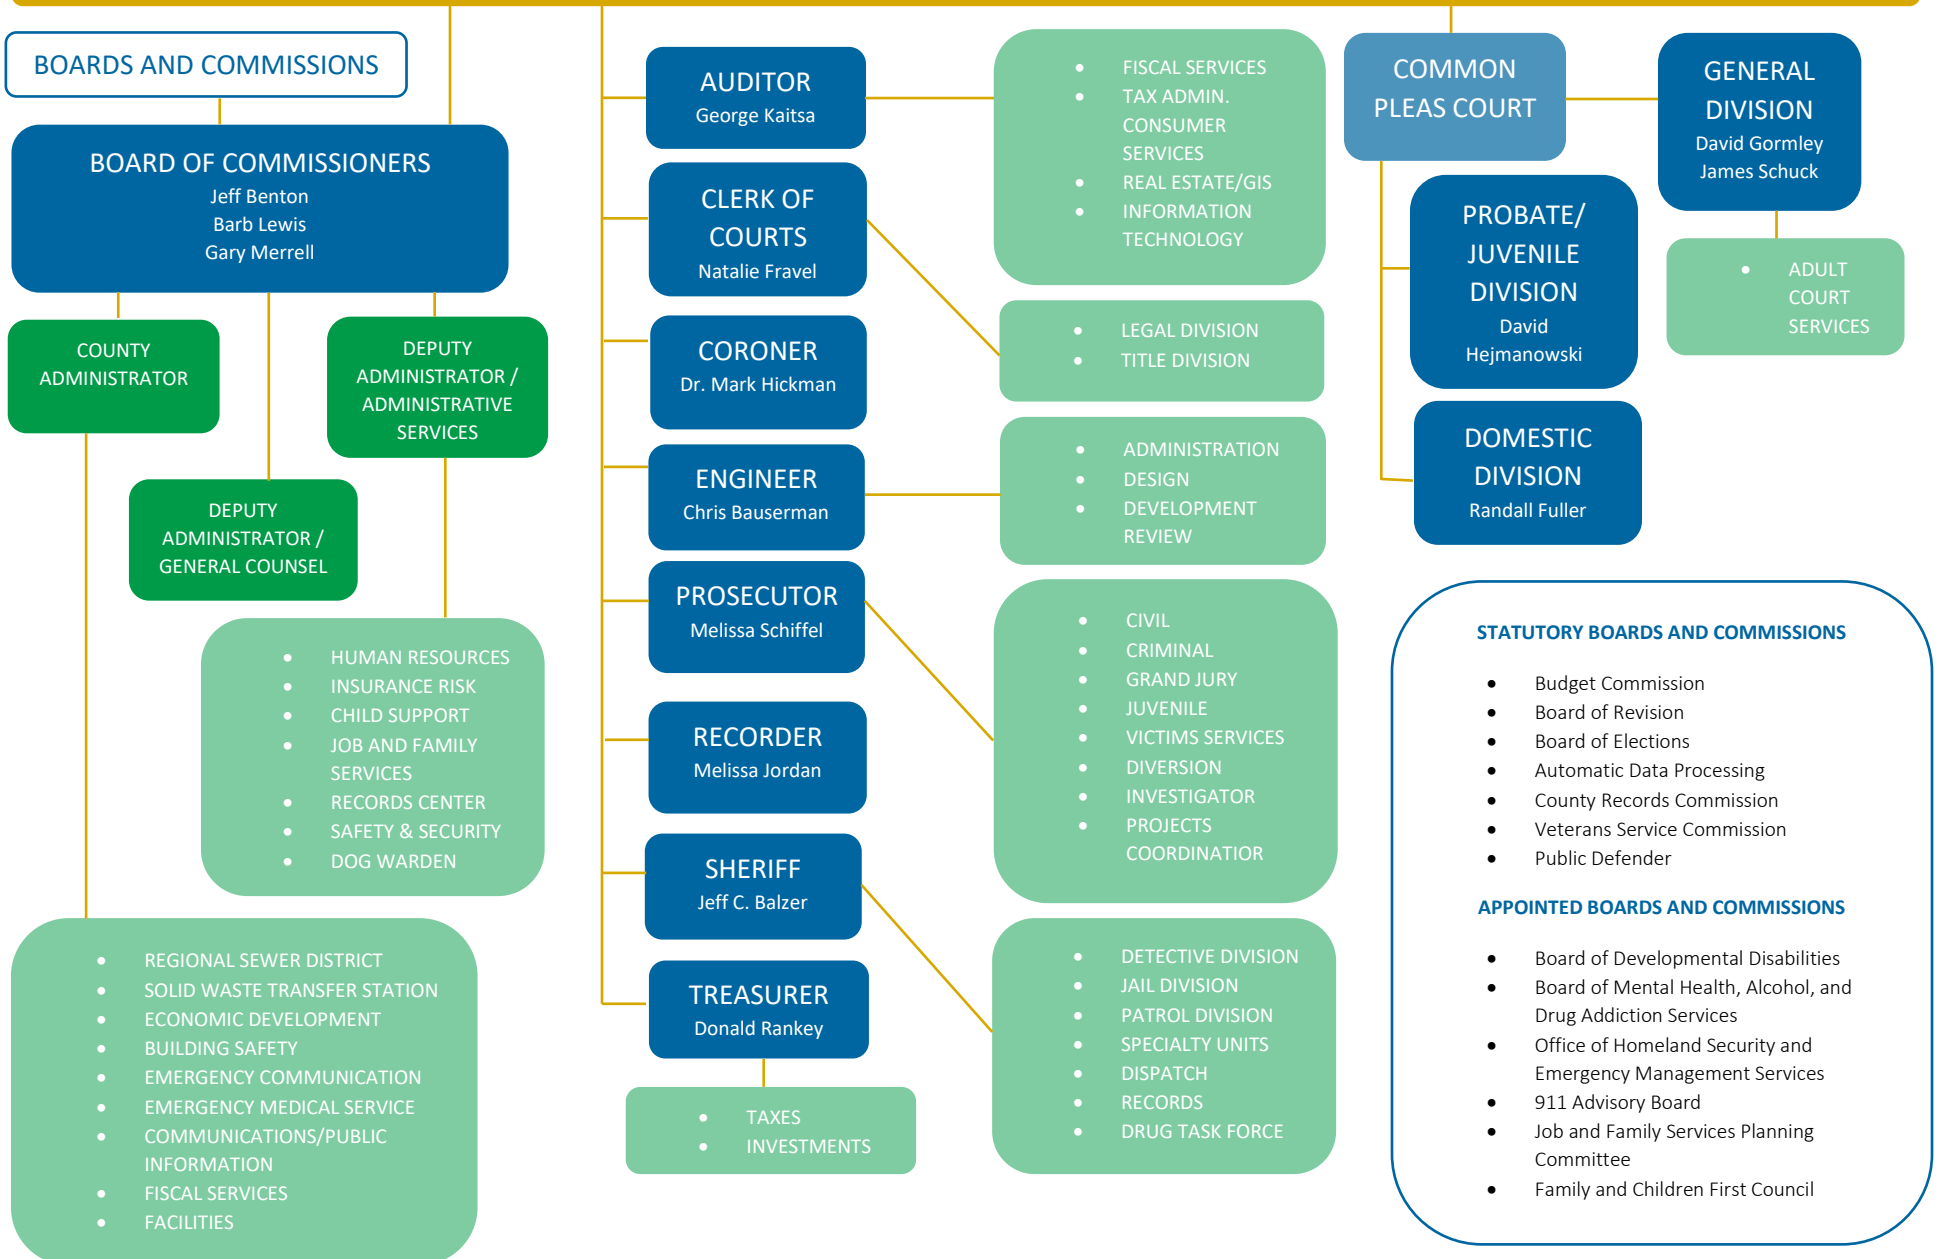 BOARDS AND COMMISSIONS
BOARD OF COMMISSIONERS
Jeff Benton
Barb Lewis
Gary Merrell
COUNTY
ADMINISTRATOR
DEPUTY
ADMINISTRATOR /
ADMINISTRATIVE
SERVICES
DEPUTY
ADMINISTRATOR /
GENERAL COUNSEL
• HUMAN RESOURCES
• INSURANCE RISK
• CHILD SUPPORT
• JOB AND FAMILY
SERVICES
• RECORDS CENTER
• SAFETY & SECURITY
• DOG WARDEN
• REGIONAL SEWER DISTRICT
• SOLID WASTE TRANSFER STATION
• ECONOMIC DEVELOPMENT
• BUILDING SAFETY
• EMERGENCY COMMUNICATION
• EMERGENCY MEDICAL SERVICE
• COMMUNICATIONS/PUBLIC
INFORMATION
• FISCAL SERVICES
• FACILITIES
AUDITOR
George Kaitsa
CLERK OF
COURTS
Natalie Fravel
CORONER
Dr. Mark Hickman
ENGINEER
Chris Bauserman
PROSECUTOR
Melissa Schiffel
RECORDER
Melissa Jordan
SHERIFF
Jeff C. Balzer
TREASURER
Donald Rankey
• TAXES
• INVESTMENTS
• FISCAL SERVICES
• TAX ADMIN.
CONSUMER
SERVICES
• REAL ESTATE/GIS
• INFORMATION
TECHNOLOGY
• LEGAL DIVISION
• TITLE DIVISION
• ADMINISTRATION
• DESIGN
• DEVELOPMENT
REVIEW
• CIVIL
• CRIMINAL
• GRAND JURY
• JUVENILE
• VICTIMS SERVICES
• DIVERSION
• INVESTIGATOR
• PROJECTS
COORDINATIOR
• DETECTIVE DIVISION
• JAIL DIVISION
• PATROL DIVISION
• SPECIALTY UNITS
• DISPATCH
• RECORDS
• DRUG TASK FORCE
COMMON
PLEAS COURT
GENERAL
DIVISION
David Gormley
James Schuck
• ADULT
COURT
SERVICES
PROBATE/
JUVENILE
DIVISION
David
Hejmanowski
DOMESTIC
DIVISION
Randall Fuller
STATUTORY BOARDS AND COMMISSIONS
• Budget Commission
• Board of Revision
• Board of Elections
• Automatic Data Processing
• County Records Commission
• Veterans Service Commission
• Public Defender
APPOINTED BOARDS AND COMMISSIONS
• Board of Developmental Disabilities
• Board of Mental Health, Alcohol, and
Drug Addiction Services
• Office of Homeland Security and
Emergency Management Services
• 911 Advisory Board
• Job and Family Services Planning
Committee
• Family and Children First Council